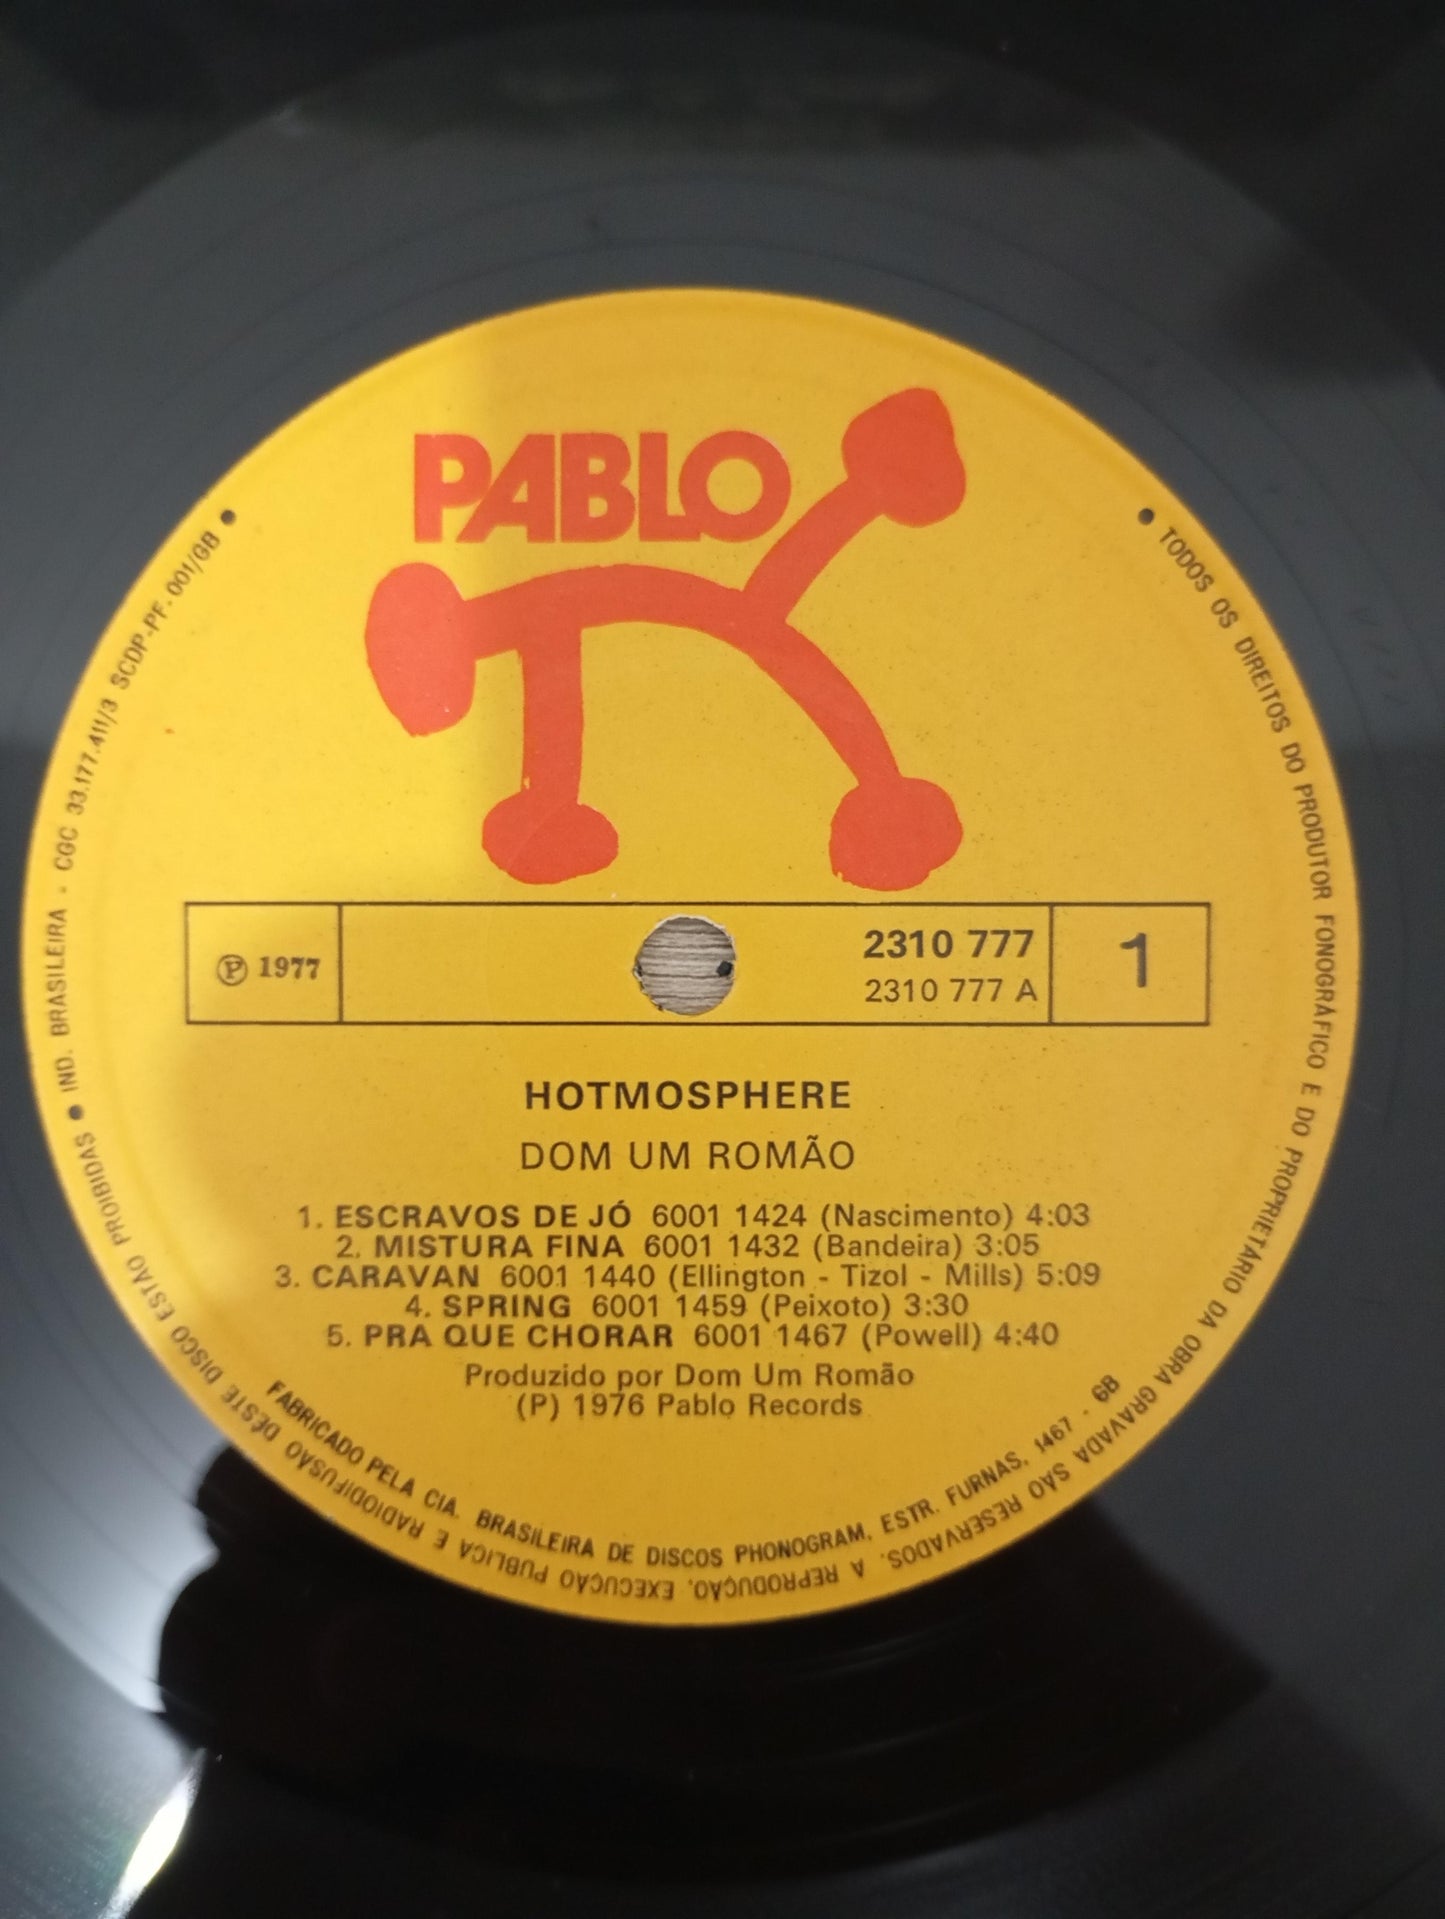 PABLO
℗ 1977
2310 777
2310 777 A
1
HOTMOSPHERE
DOM UM ROMÃO
1. ESCRAVOS DE JÓ 6001 1424 (Nascimento) 4:03
2. MISTURA FINA 6001 1432 (Bandeira) 3:05
3. CARAVAN 6001 1440 (Ellington - Tizol - Mills) 5:09
4. SPRING 6001 1459 (Peixoto) 3:30
5. PRA QUE CHORAR 6001 1467 (Powell) 4:40
Produzido por Dom Um Romão
(P) 1976 Pablo Records
FABRICADO PELA CIA. BRASILEIRA DE DISCOS PHONOGRAM, ESTR. FURNAS, 1467 - GB
• TODOS OS DIREITOS DO PRODUTOR FONOGRÁFICO E DO PROPRIETÁRIO DA OBRA GRAVADA SÃO RESERVADOS. A REPRODUÇÃO, EXECUÇÃO PÚBLICA E RADIODIFUSÃO DÊSTE DISCO ESTÃO PROIBIDAS • IND. BRASILEIRA - CGC 33.177.411/3 SCDP-PF. 001/GB •